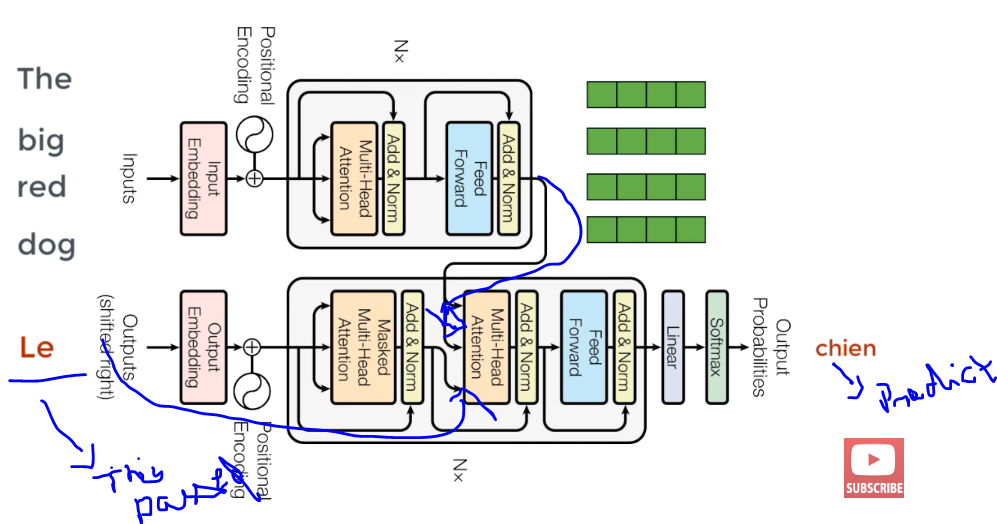 The
big
red
dog
Inputs
Input
Embedding
Positional
Encoding
Nx
Multi-Head
Attention
Add & Norm
Feed
Forward
Add & Norm
Le
Outputs
(shifted right)
Output
Embedding
Positional
Encoding
Masked
Multi-Head
Attention
Add & Norm
Multi-Head
Attention
Add & Norm
Feed
Forward
Add & Norm
Nx
Linear
Softmax
Output
Probabilities
chien
Predict
This
SUBSCRIBE